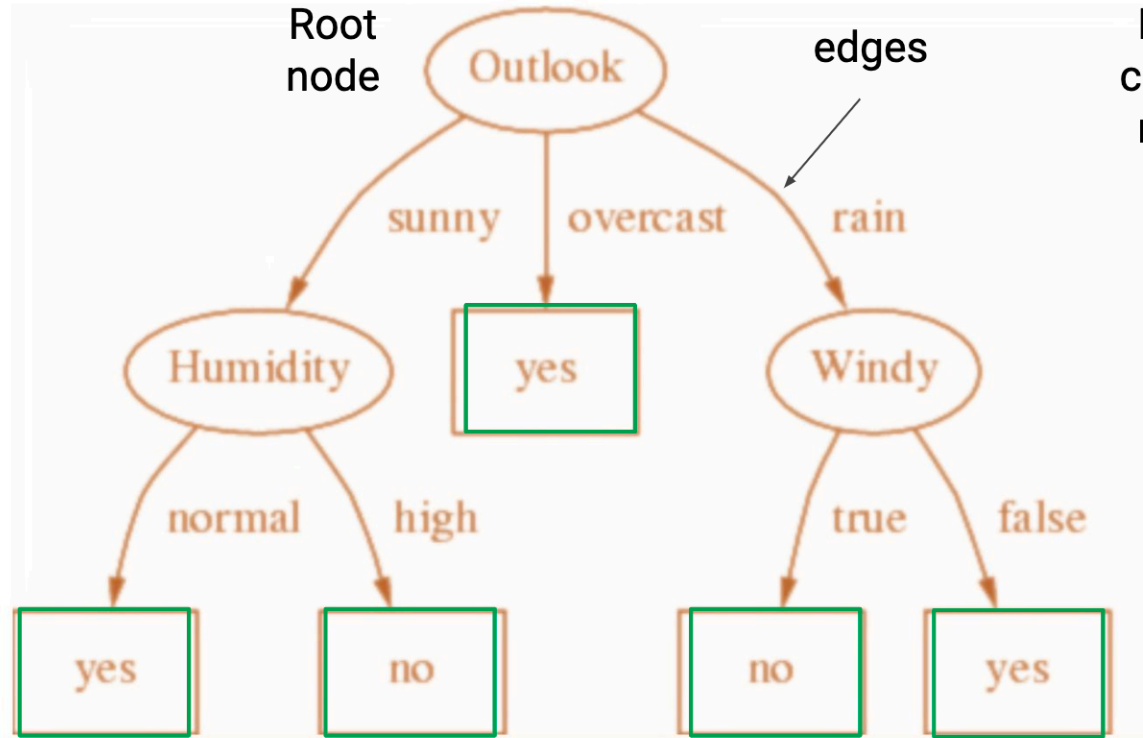 Root
node
Outlook
edges
c
sunny
overcast
rain
Humidity
yes
Windy
normal
high
true
false
yes
no
no
yes